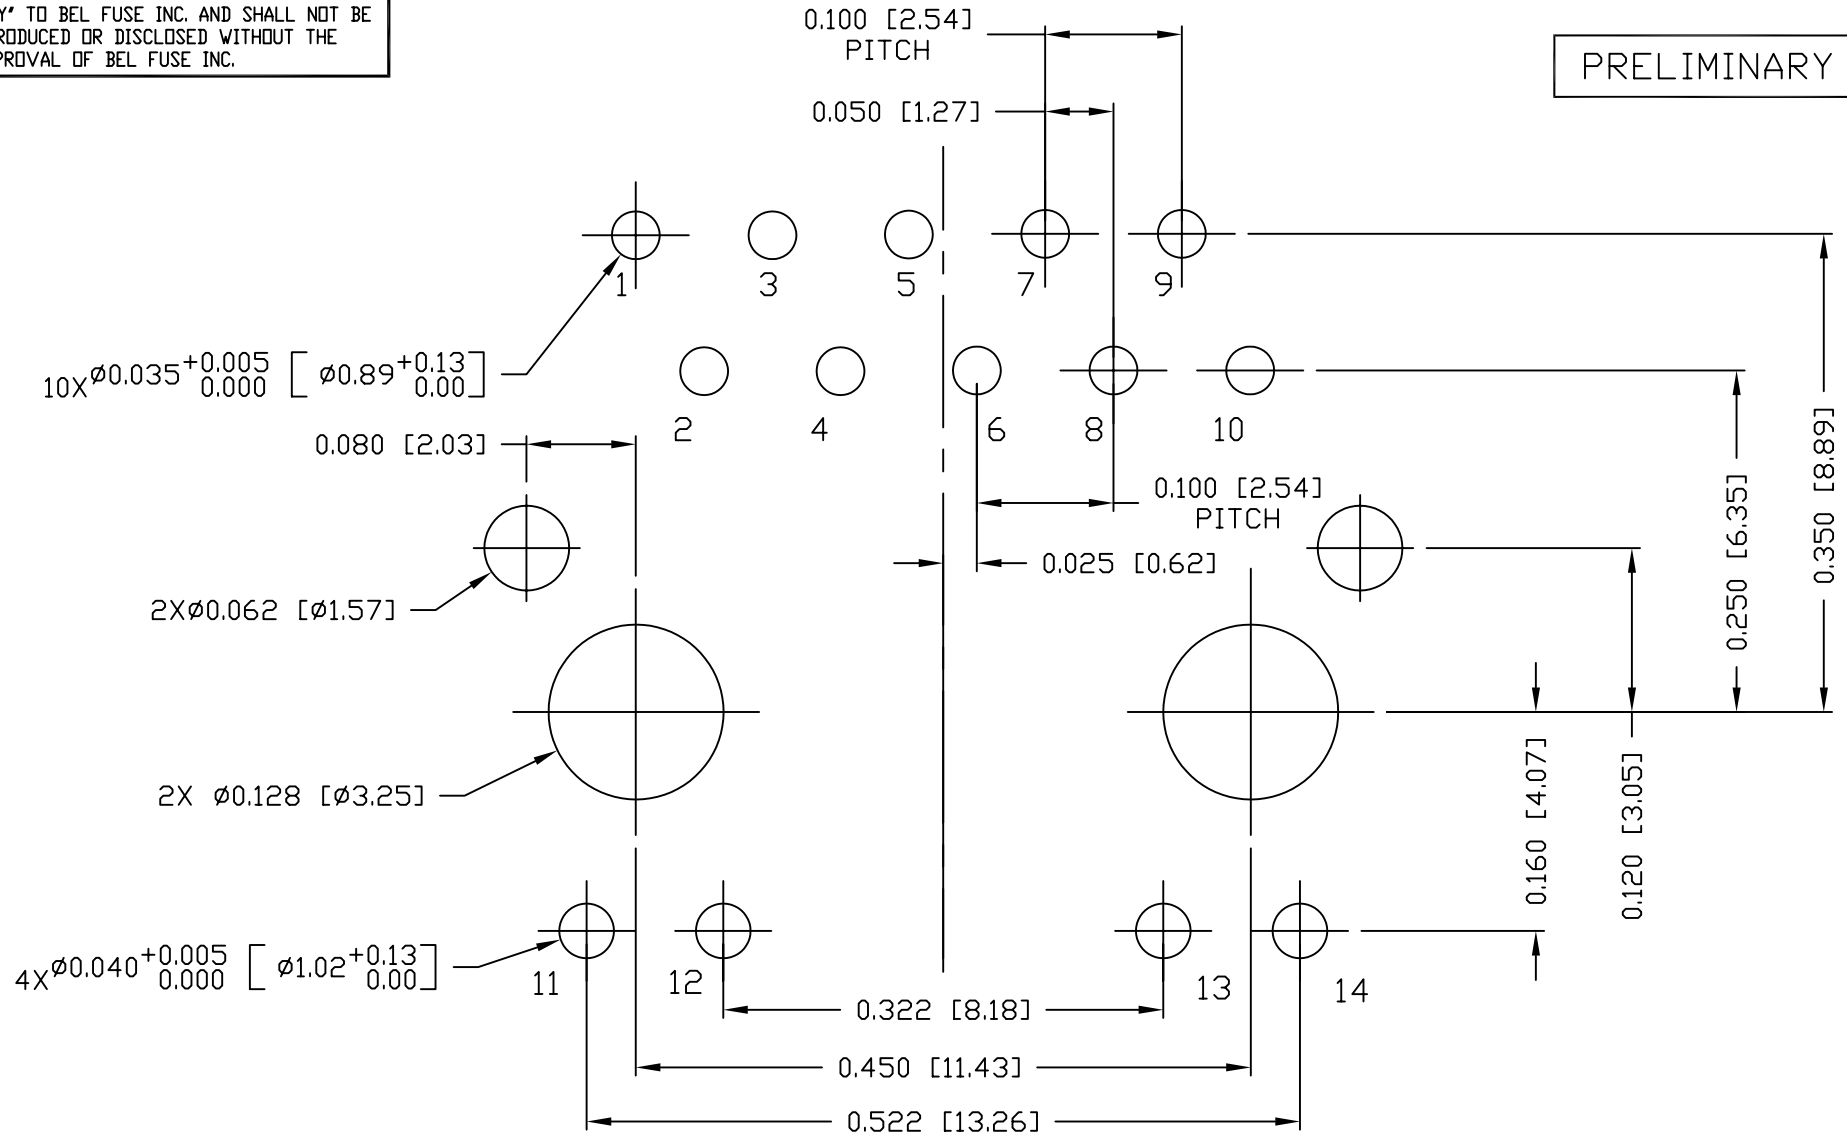 Y" TO BEL FUSE INC. AND SHALL NOT BE
RODUCED OR DISCLOSED WITHOUT THE
PROVAL OF BEL FUSE INC.
PRELIMINARY
0.100 [2.54]
PITCH
0.050 [1.27]
1
3
5
7
9
10X Ø0.035 +0.005 0.000 [ Ø0.89 +0.13 0.00 ]
2
4
6
8
10
0.080 [2.03]
0.100 [2.54]
PITCH
0.025 [0.62]
2XØ0.062 [Ø1.57]
2X Ø0.128 [Ø3.25]
0.350 [8.89]
0.250 [6.35]
0.120 [3.05]
0.160 [4.07]
4X Ø0.040 +0.005 0.000 [ Ø1.02 +0.13 0.00 ]
11
12
13
14
0.322 [8.18]
0.450 [11.43]
0.522 [13.26]